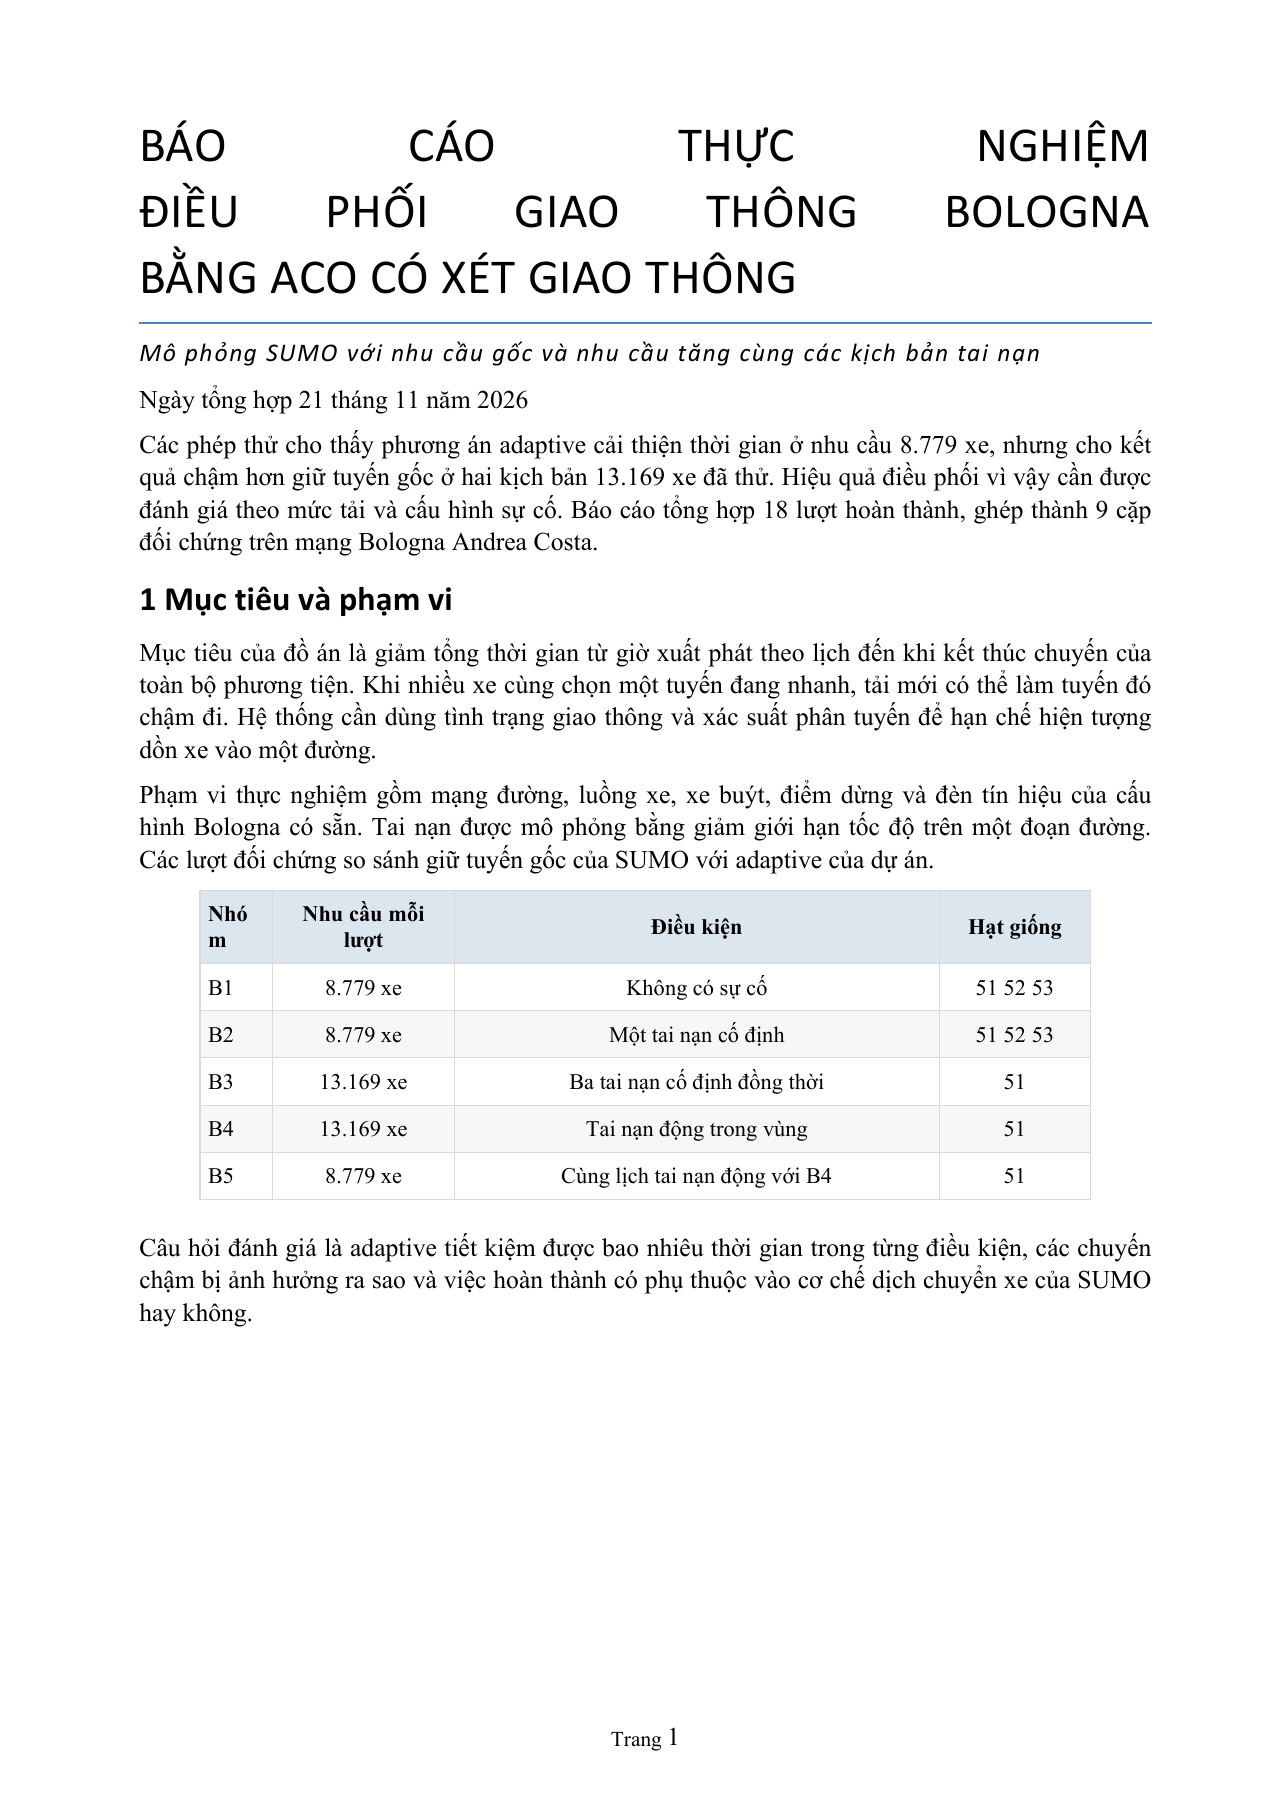 BÁO CÁO THỰC NGHIỆM
ĐIỀU PHỐI GIAO THÔNG BOLOGNA
BẰNG ACO CÓ XÉT GIAO THÔNG
Mô phỏng SUMO với nhu cầu gốc và nhu cầu tăng cùng các kịch bản tai nạn
Ngày tổng hợp 21 tháng 11 năm 2026
Các phép thử cho thấy phương án adaptive cải thiện thời gian ở nhu cầu 8.779 xe, nhưng cho kết
quả chậm hơn giữ tuyến gốc ở hai kịch bản 13.169 xe đã thử. Hiệu quả điều phối vì vậy cần được
đánh giá theo mức tải và cấu hình sự cố. Báo cáo tổng hợp 18 lượt hoàn thành, ghép thành 9 cặp
đối chứng trên mạng Bologna Andrea Costa.
1 Mục tiêu và phạm vi
Mục tiêu của đồ án là giảm tổng thời gian từ giờ xuất phát theo lịch đến khi kết thúc chuyến của
toàn bộ phương tiện. Khi nhiều xe cùng chọn một tuyến đang nhanh, tải mới có thể làm tuyến đó
chậm đi. Hệ thống cần dùng tình trạng giao thông và xác suất phân tuyến để hạn chế hiện tượng
dồn xe vào một đường.
Phạm vi thực nghiệm gồm mạng đường, luồng xe, xe buýt, điểm dừng và đèn tín hiệu của cấu
hình Bologna có sẵn. Tai nạn được mô phỏng bằng giảm giới hạn tốc độ trên một đoạn đường.
Các lượt đối chứng so sánh giữ tuyến gốc của SUMO với adaptive của dự án.
Nhó
m
Nhu cầu mỗi
lượt
Điều kiện
Hạt giống
B1 8.779 xe Không có sự cố 51 52 53
B2 8.779 xe Một tai nạn cố định 51 52 53
B3 13.169 xe Ba tai nạn cố định đồng thời 51
B4 13.169 xe Tai nạn động trong vùng 51
B5 8.779 xe Cùng lịch tai nạn động với B4 51
Câu hỏi đánh giá là adaptive tiết kiệm được bao nhiêu thời gian trong từng điều kiện, các chuyến
chậm bị ảnh hưởng ra sao và việc hoàn thành có phụ thuộc vào cơ chế dịch chuyển xe của SUMO
hay không.
Trang 1